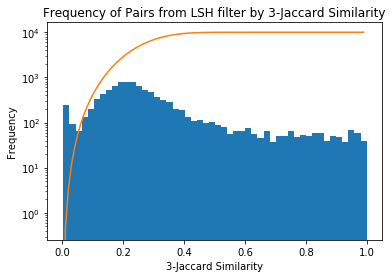 Frequency of Pairs from LSH filter by 3-Jaccard Similarity
Frequency
10⁴
10³
10²
10¹
10⁰
0.0 0.2 0.4 0.6 0.8 1.0
3-Jaccard Similarity